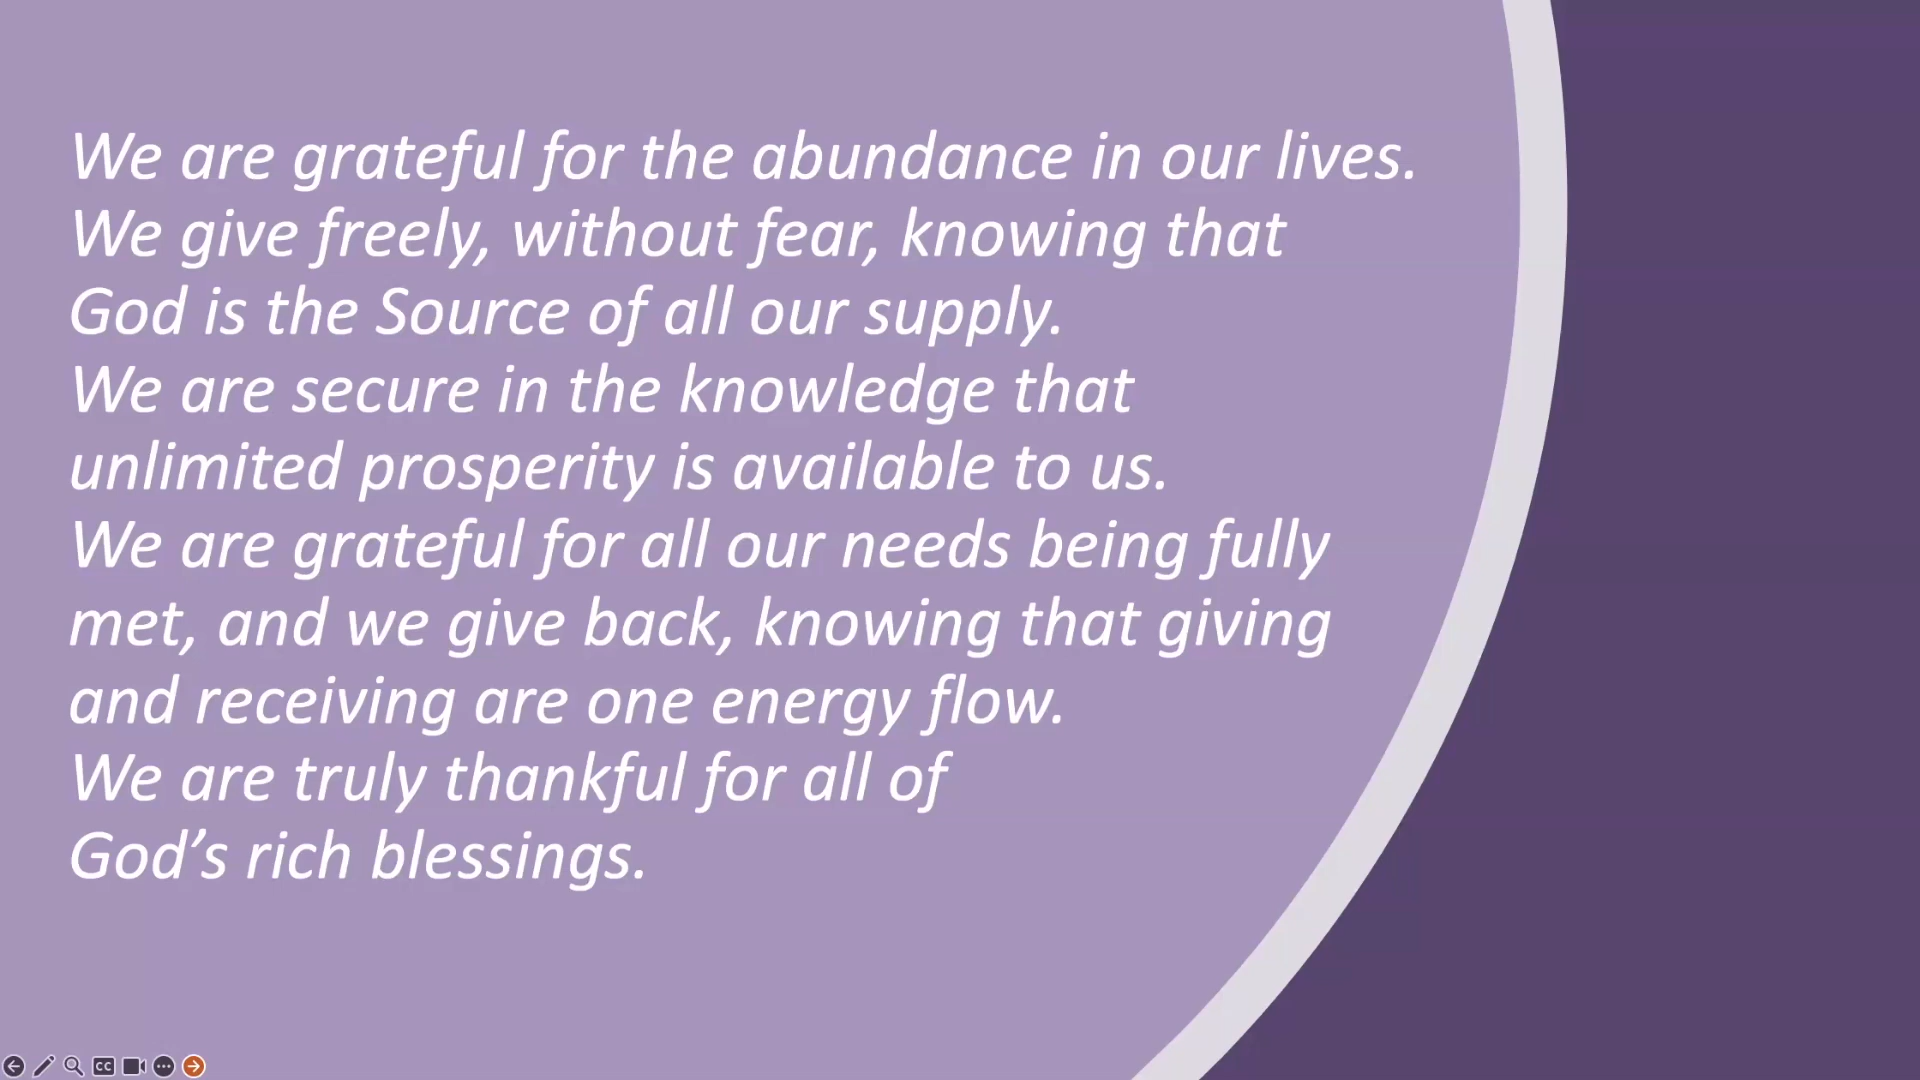 We are grateful for the abundance in our lives.
We give freely, without fear, knowing that
God is the Source of all our supply.
We are secure in the knowledge that
unlimited prosperity is available to us.
We are grateful for all our needs being fully
met, and we give back, knowing that giving
and receiving are one energy flow.
We are truly thankful for all of
God’s rich blessings.
CC